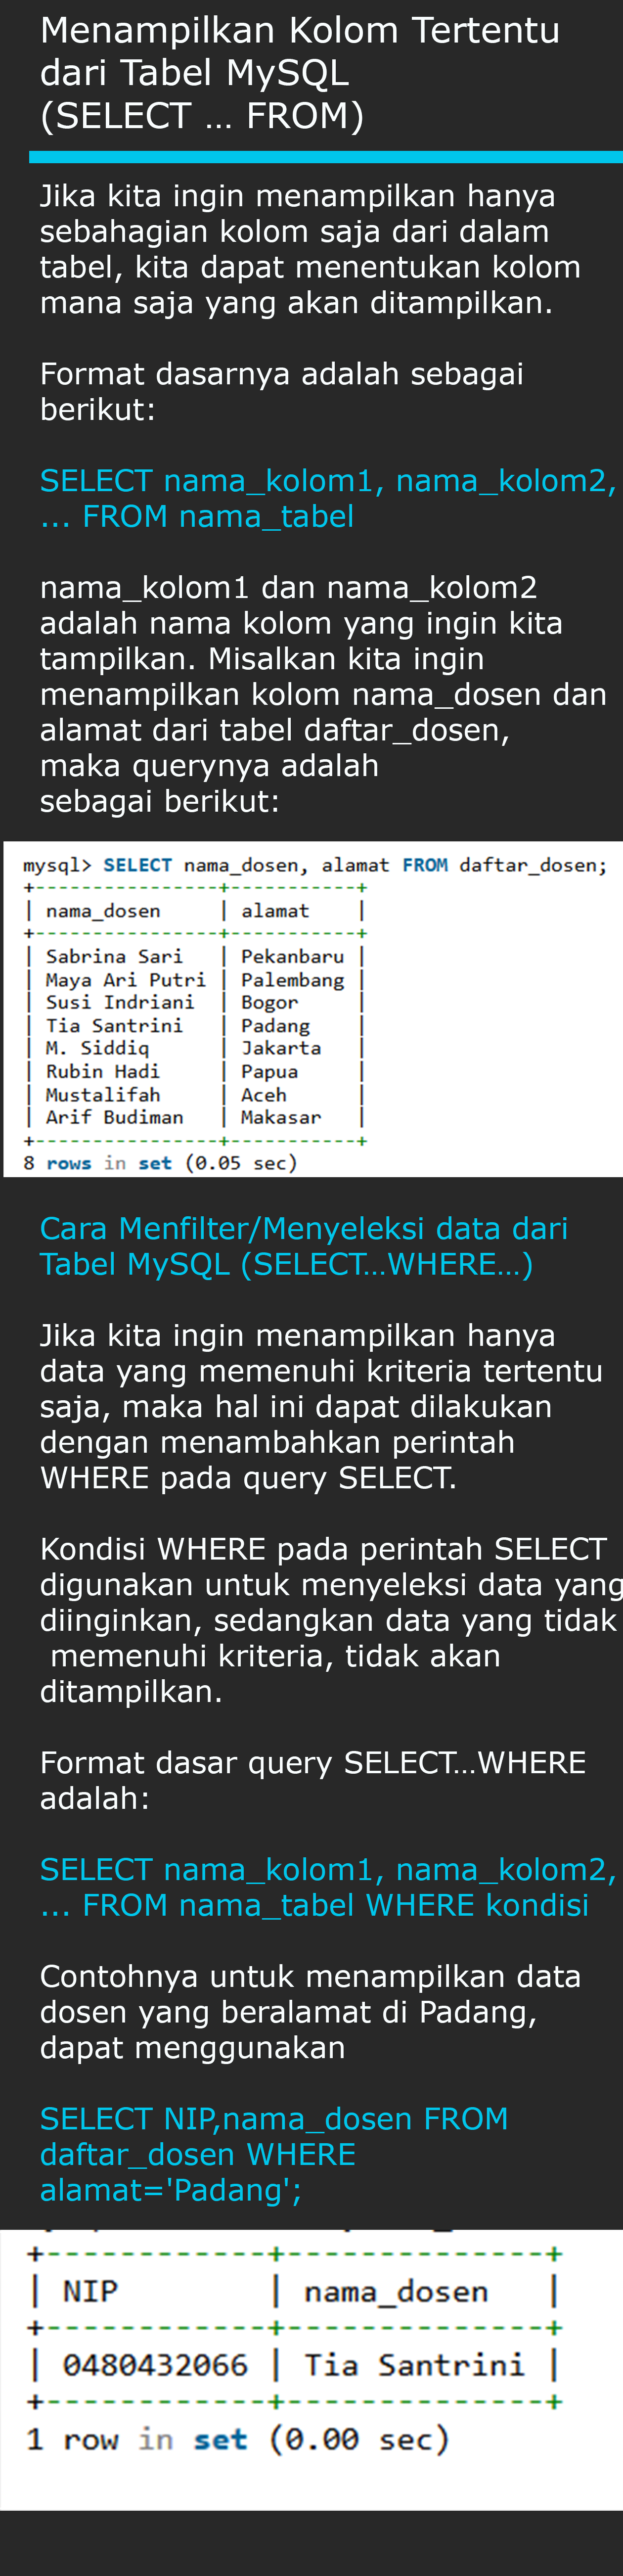 Menampilkan Kolom Tertentu
dari Tabel MySQL
(SELECT … FROM)
Jika kita ingin menampilkan hanya
sebahagian kolom saja dari dalam
tabel, kita dapat menentukan kolom
mana saja yang akan ditampilkan.
Format dasarnya adalah sebagai
berikut:
SELECT nama_kolom1, nama_kolom2,
... FROM nama_tabel
nama_kolom1 dan nama_kolom2
adalah nama kolom yang ingin kita
tampilkan. Misalkan kita ingin
menampilkan kolom nama_dosen dan
alamat dari tabel daftar_dosen,
maka querynya adalah
sebagai berikut:
mysql> SELECT nama_dosen, alamat FROM daftar_dosen;
+----------------+-----------+
| nama_dosen     | alamat    |
+----------------+-----------+
| Sabrina Sari   | Pekanbaru |
| Maya Ari Putri | Palembang |
| Susi Indriani  | Bogor     |
| Tia Santrini   | Padang    |
| M. Siddiq      | Jakarta   |
| Rubin Hadi     | Papua     |
| Mustalifah     | Aceh      |
| Arif Budiman   | Makasar   |
+----------------+-----------+
8 rows in set (0.05 sec)
Cara Menfilter/Menyeleksi data dari
Tabel MySQL (SELECT…WHERE…)
Jika kita ingin menampilkan hanya
data yang memenuhi kriteria tertentu
saja, maka hal ini dapat dilakukan
dengan menambahkan perintah
WHERE pada query SELECT.
Kondisi WHERE pada perintah SELECT
digunakan untuk menyeleksi data yang
diinginkan, sedangkan data yang tidak
memenuhi kriteria, tidak akan
ditampilkan.
Format dasar query SELECT…WHERE
adalah:
SELECT nama_kolom1, nama_kolom2,
... FROM nama_tabel WHERE kondisi
Contohnya untuk menampilkan data
dosen yang beralamat di Padang,
dapat menggunakan
SELECT NIP,nama_dosen FROM
daftar_dosen WHERE
alamat='Padang';
+------------+--------------+
| NIP        | nama_dosen   |
+------------+--------------+
| 0480432066 | Tia Santrini |
+------------+--------------+
1 row in set (0.00 sec)